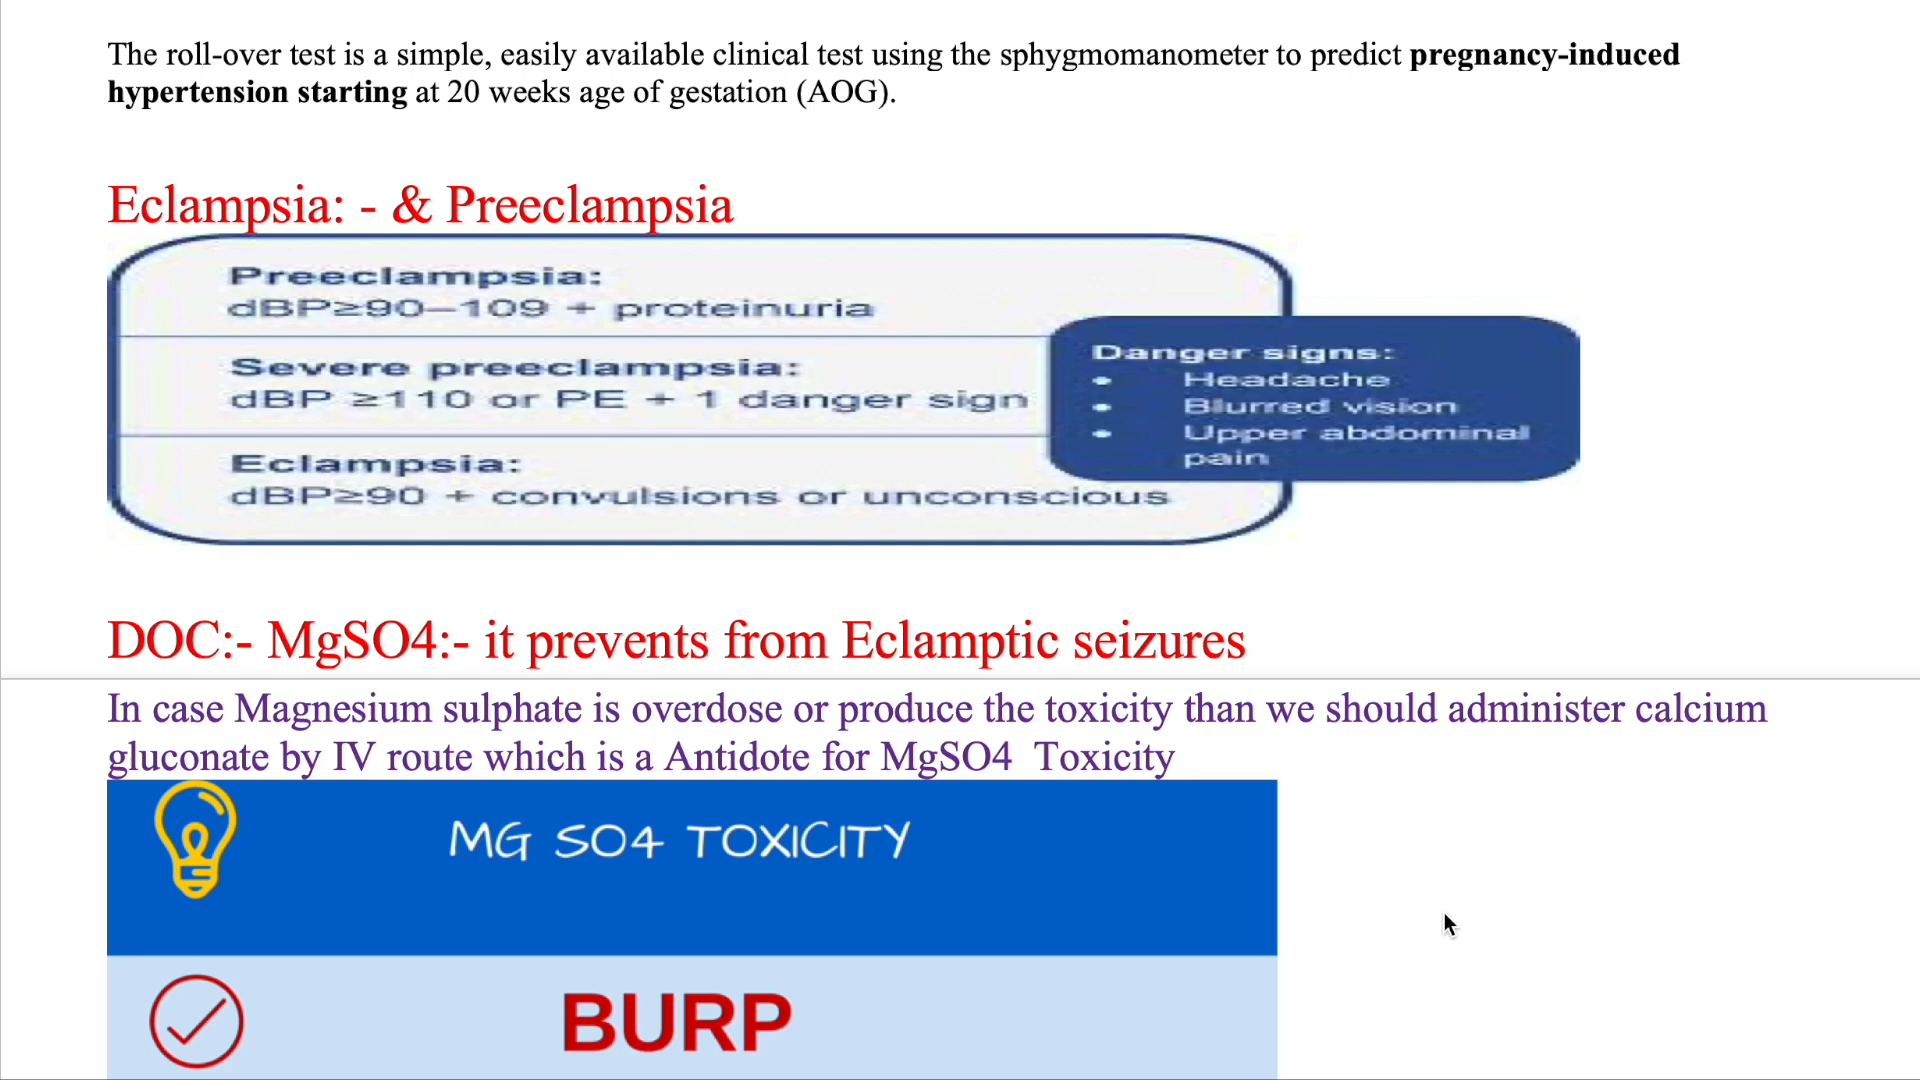 The roll-over test is a simple, easily available clinical test using the sphygmomanometer to predict pregnancy-induced
hypertension starting at 20 weeks age of gestation (AOG).
Eclampsia: - & Preeclampsia
Preeclampsia:
dBP≥90–109 + proteinuria
Severe preeclampsia:
dBP ≥110 or PE + 1 danger sign
Eclampsia:
dBP≥90 + convulsions or unconscious
Danger signs:
• Headache
• Blurred vision
• Upper abdominal
pain
DOC:- MgSO4:- it prevents from Eclamptic seizures
In case Magnesium sulphate is overdose or produce the toxicity than we should administer calcium
gluconate by IV route which is a Antidote for MgSO4  Toxicity
MG SO4 TOXICITY
BURP